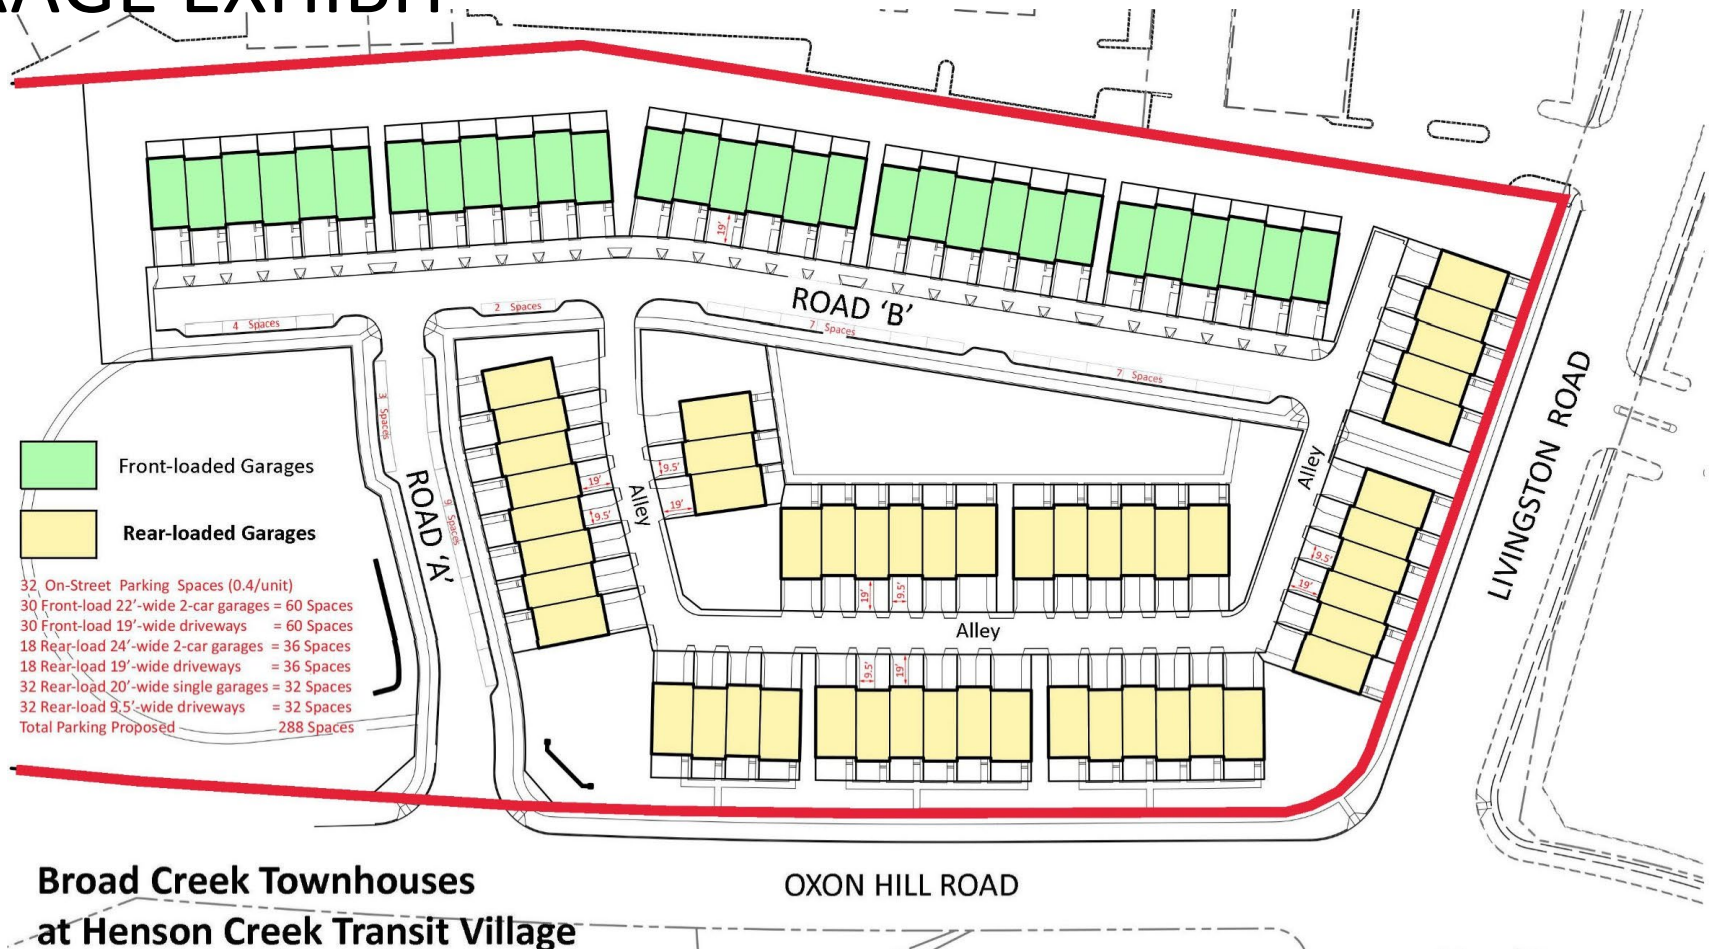 AGE EXHIBIT
19'
ROAD 'B'
4 Spaces
2 Spaces
7 Spaces
7 Spaces
3 Spaces
9 Spaces
ROAD 'A'
19'
9.5'
Alley
9.5'
19'
Alley
LIVINGSTON ROAD
Front-loaded Garages
Rear-loaded Garages
19'
9.5'
9.5'
19'
Alley
9.5'
19'
32 On-Street Parking Spaces (0.4/unit)
30 Front-load 22'-wide 2-car garages = 60 Spaces
30 Front-load 19'-wide driveways = 60 Spaces
18 Rear-load 24'-wide 2-car garages = 36 Spaces
18 Rear-load 19'-wide driveways = 36 Spaces
32 Rear-load 20'-wide single garages = 32 Spaces
32 Rear-load 9.5'-wide driveways = 32 Spaces
Total Parking Proposed 288 Spaces
Broad Creek Townhouses
at Henson Creek Transit Village
OXON HILL ROAD